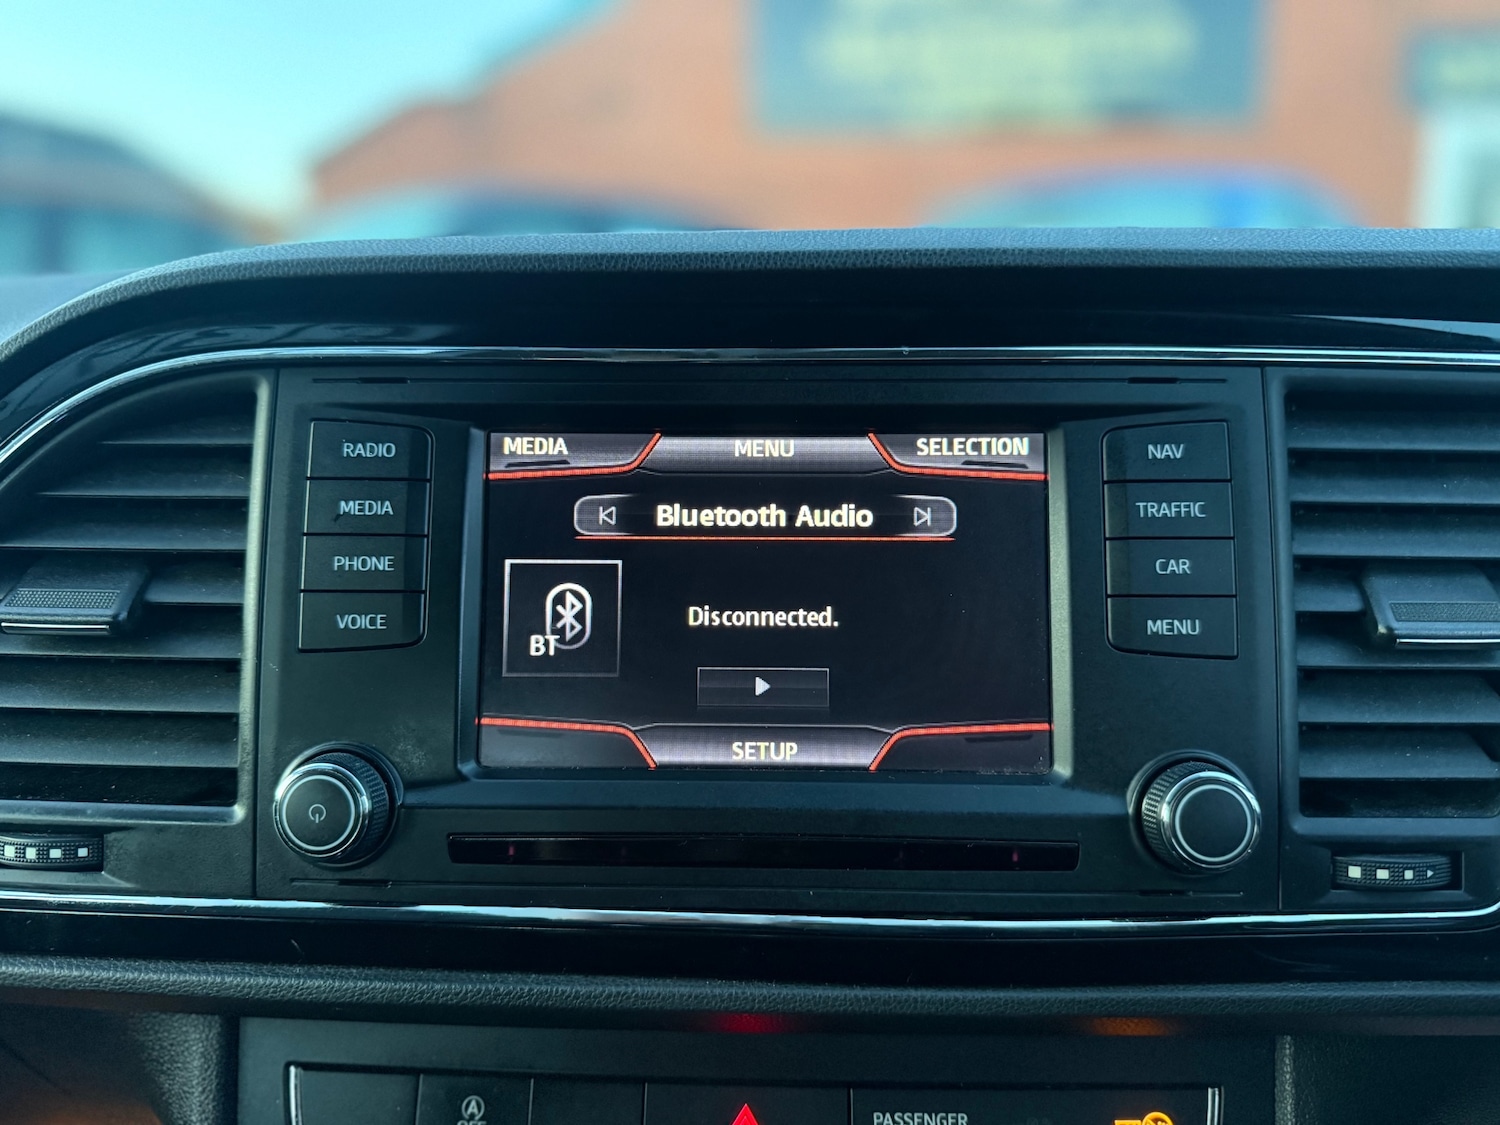 RADIO
MEDIA
PHONE
VOICE
MEDIA
MENU
SELECTION
Bluetooth Audio
BT
Disconnected.
SETUP
NAV
TRAFFIC
CAR
MENU
A
PASSENGER